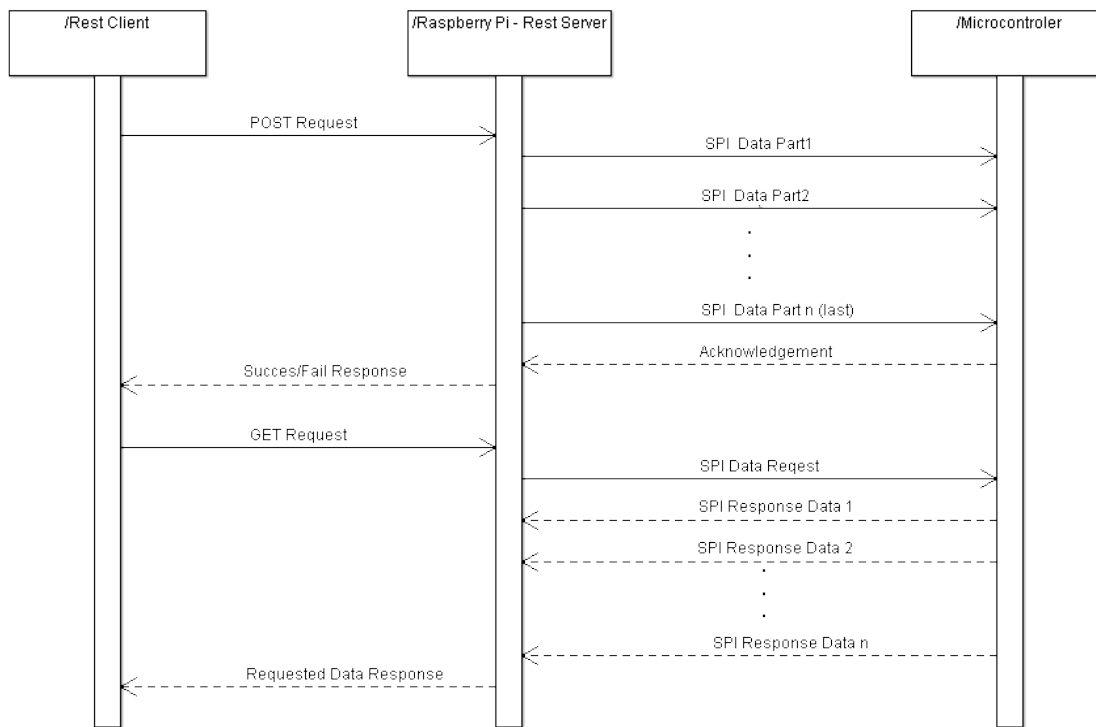 /Rest Client
/Raspberry Pi - Rest Server
/Microcontroler
POST Request
SPI Data Part1
SPI Data Part2
SPI Data Part n (last)
Acknowledgement
Succes/Fail Response
GET Request
SPI Data Reqest
SPI Response Data 1
SPI Response Data 2
SPI Response Data n
Requested Data Response